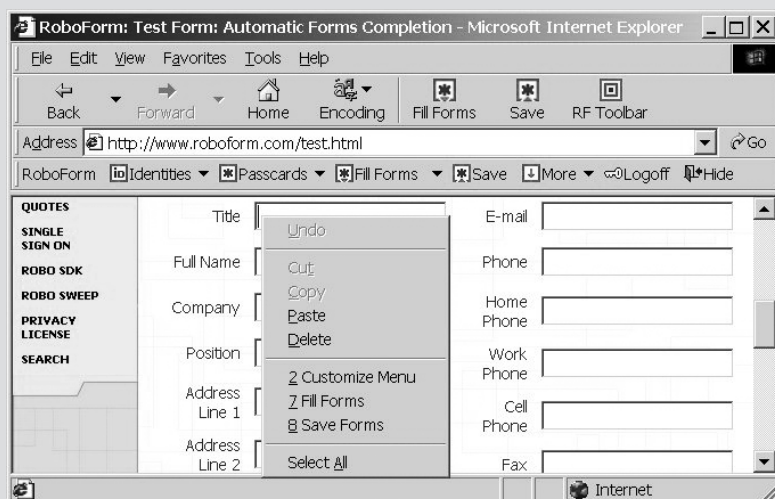 RoboForm: Test Form: Automatic Forms Completion - Microsoft Internet Explorer
File Edit View Favorites Tools Help
Back Forward Home Encoding Fill Forms Save RF Toolbar
Address http://www.roboform.com/test.html Go
RoboForm Identities Passcards Fill Forms Save More Logoff Hide
QUOTES
SINGLE
SIGN ON
ROBO SDK
ROBO SWEEP
PRIVACY
LICENSE
SEARCH
Title
Full Name
Company
Position
Address
Line 1
Address
Line 2
Undo
Cut
Copy
Paste
Delete
2 Customize Menu
7 Fill Forms
8 Save Forms
Select All
E-mail
Phone
Home
Phone
Work
Phone
Cell
Phone
Fax
Internet